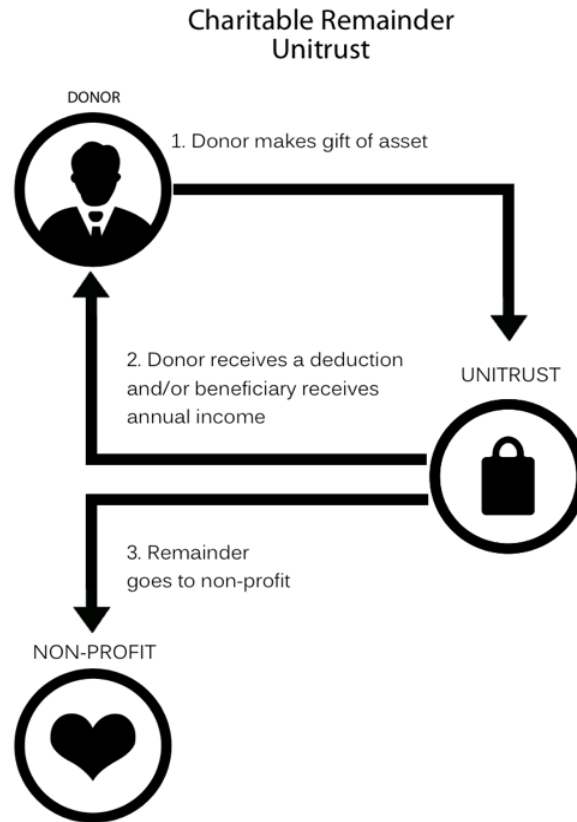 Charitable Remainder
Unitrust
DONOR
1. Donor makes gift of asset
2. Donor receives a deduction
and/or beneficiary receives
annual income
UNITRUST
3. Remainder
goes to non-profit
NON-PROFIT